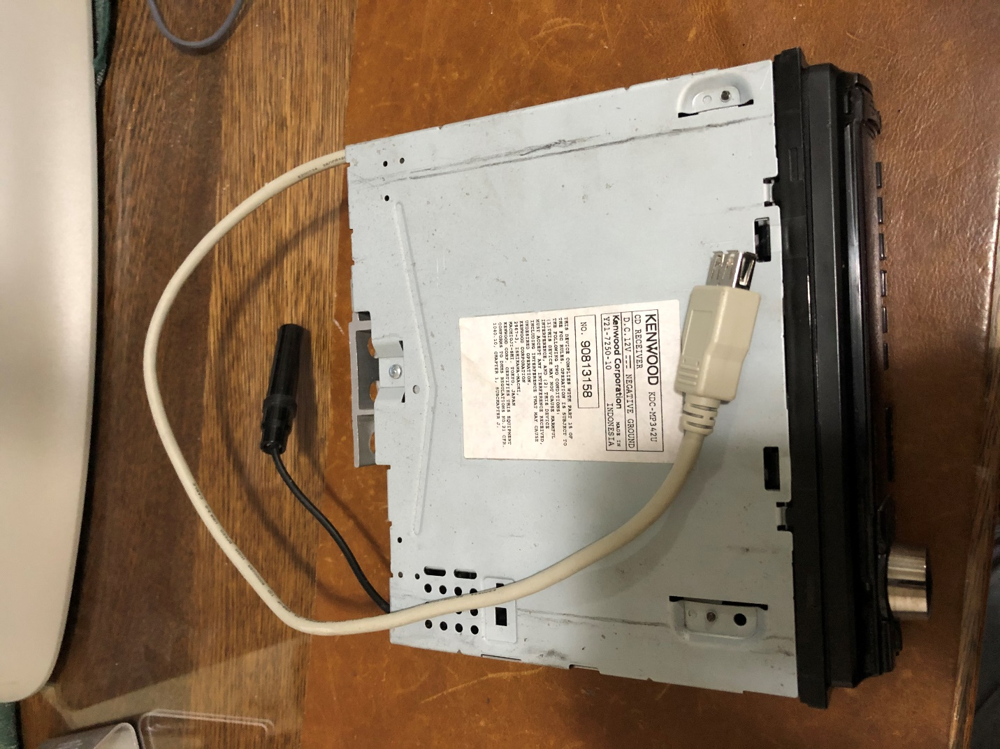 KENWOOD KDC-MP342U
CD RECEIVER
D.C.12V NEGATIVE GROUND
Kenwood Corporation MADE IN INDONESIA
Y21-7250-10
NO. 90813158
THIS DEVICE COMPLIES WITH PART 15 OF
THE FCC RULES. OPERATION IS SUBJECT TO
THE FOLLOWING TWO CONDITIONS:
(1)THIS DEVICE MAY NOT CAUSE HARMFUL
INTERFERENCE, AND (2) THIS DEVICE
MUST ACCEPT ANY INTERFERENCE RECEIVED,
INCLUDING INTERFERENCE THAT MAY CAUSE
UNDESIRED OPERATION.
KENWOOD CORPORATION
2967-3, ISHIKAWA-MACHI,
HACHIOJI-SHI, TOKYO, JAPAN
KENWOOD CORP. CERTIFIES THIS EQUIPMENT
CONFORMS TO DHHS REGULATIONS NO.21 CFR.
1040.10, CHAPTER 1, SUBCHAPTER J.